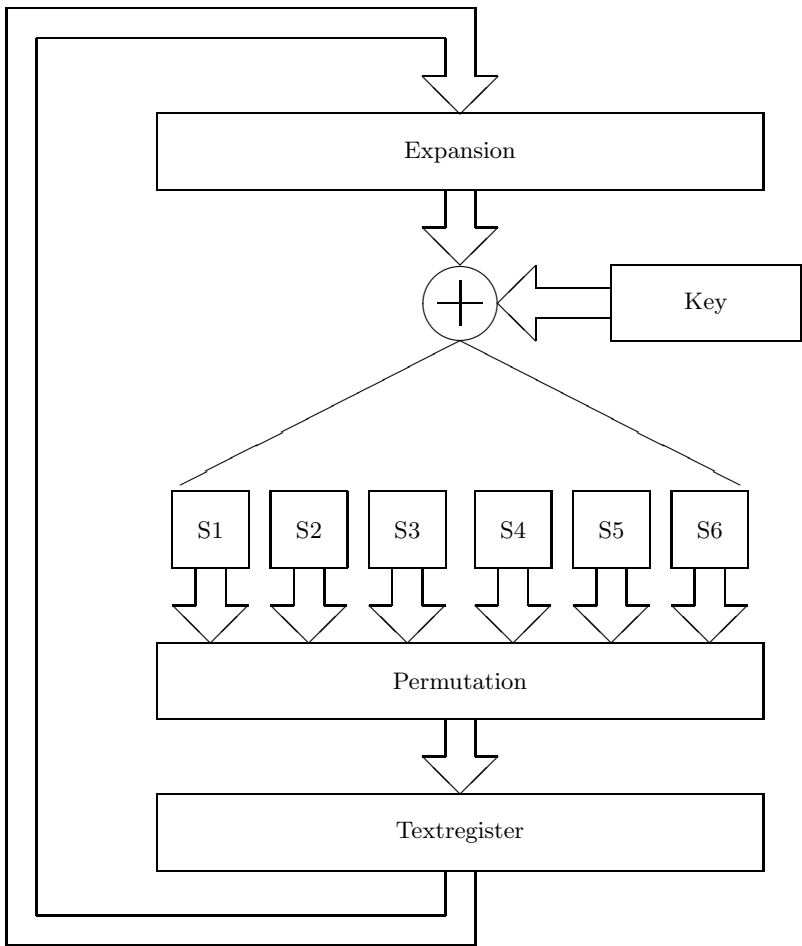 Expansion
Key
S1 S2 S3 S4 S5 S6
Permutation
Textregister